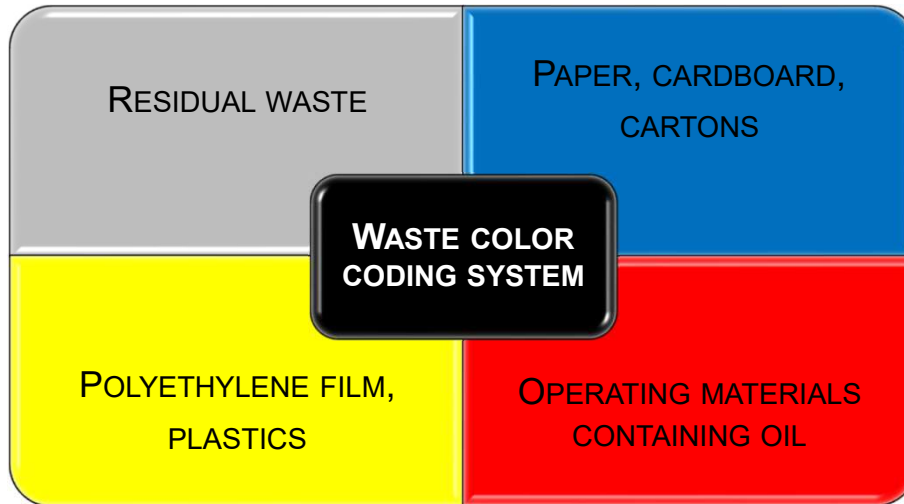 RESIDUAL WASTE
PAPER, CARDBOARD,
CARTONS
WASTE COLOR
CODING SYSTEM
POLYETHYLENE FILM,
PLASTICS
OPERATING MATERIALS
CONTAINING OIL